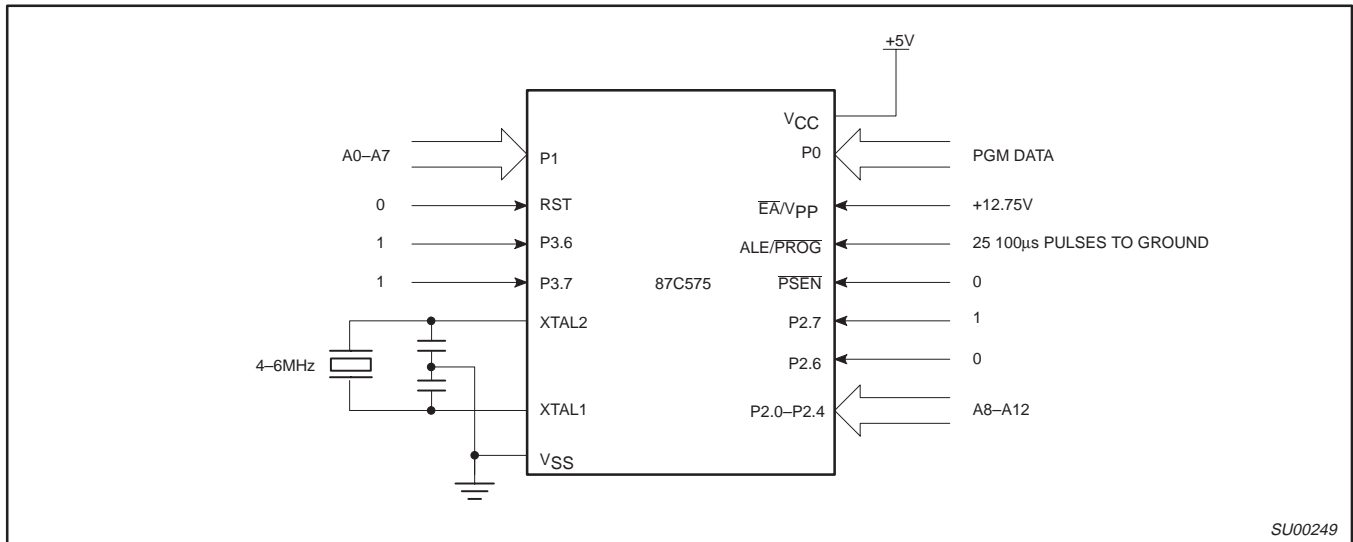 +5V
VCC
A0–A7
P1
P0
PGM DATA
0
RST
EA/VPP
+12.75V
1
P3.6
ALE/PROG
25 100μs PULSES TO GROUND
1
P3.7
87C575
PSEN
0
XTAL2
P2.7
1
4–6MHz
P2.6
0
XTAL1
P2.0–P2.4
A8–A12
VSS
SU00249